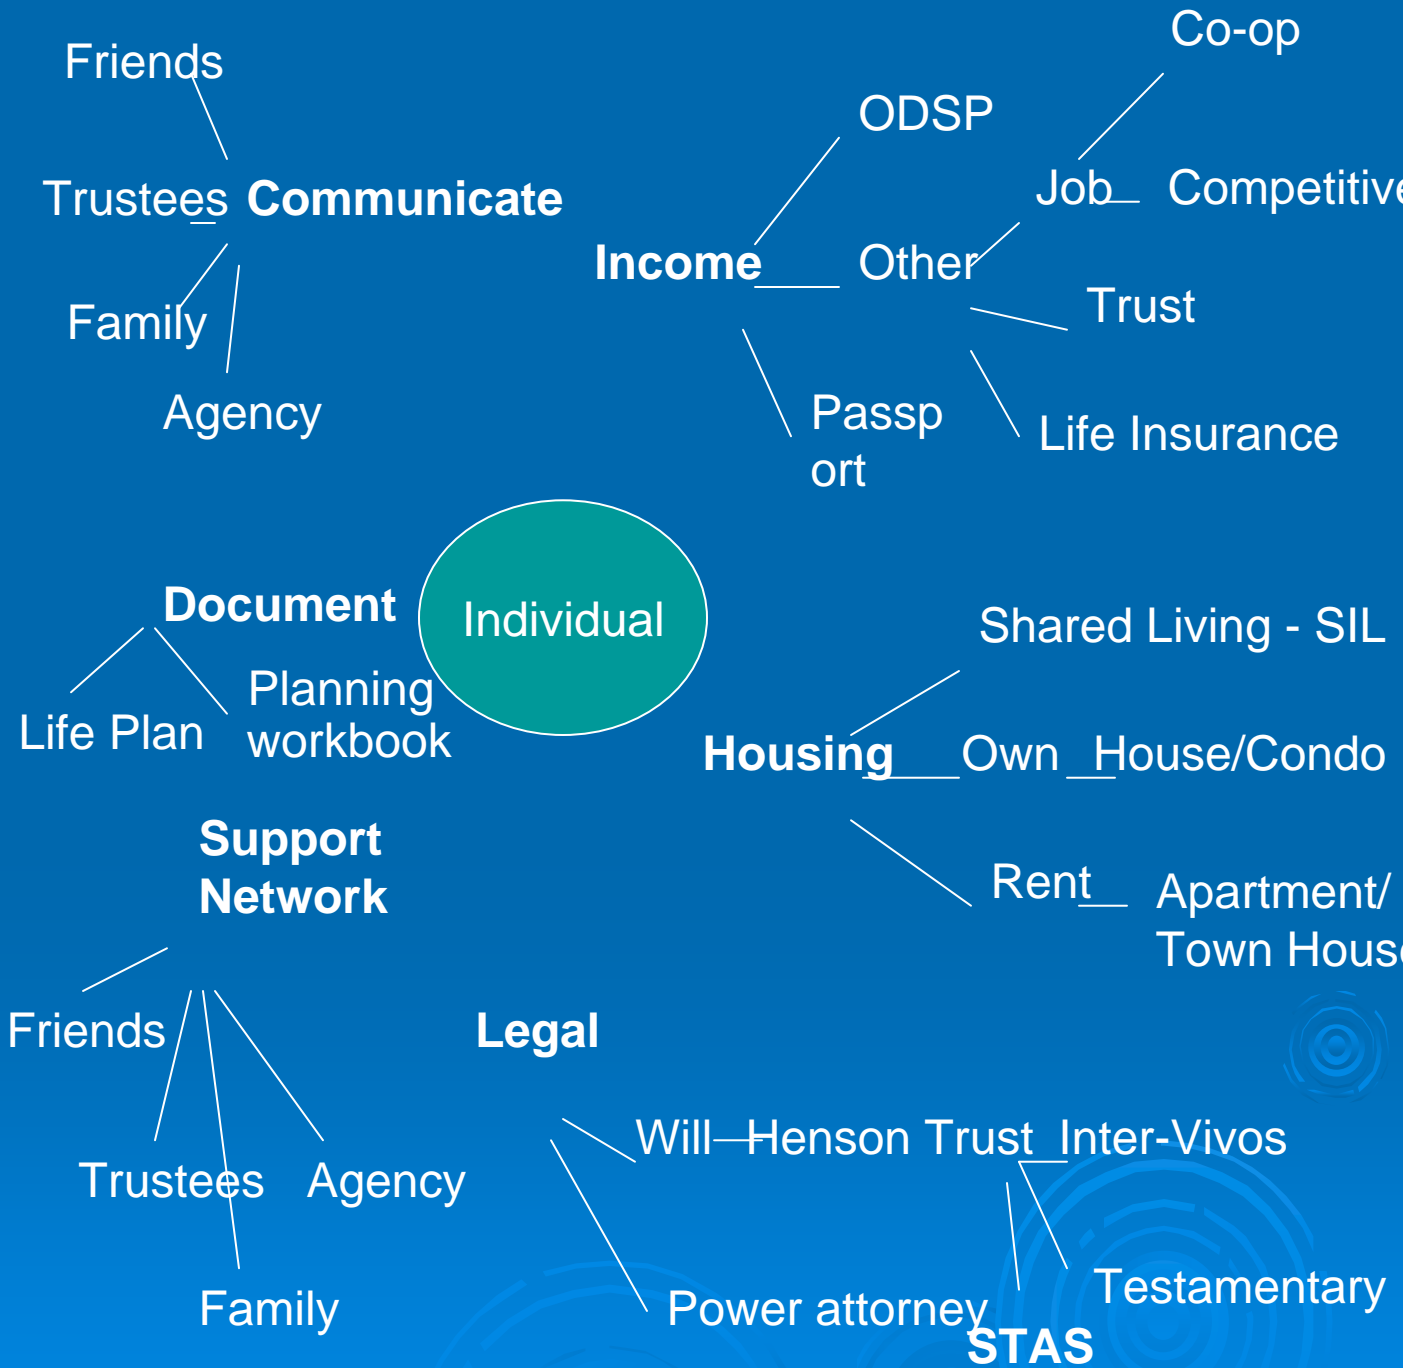 Co-op
Friends
ODSP
Trustees Communicate
Job Competitive
Income Other
Trust
Family
Agency
Passp
ort
Life Insurance
Document
Individual
Shared Living - SIL
Planning
workbook
Life Plan
Housing Own House/Condo
Support
Network
Rent
Apartment/
Town House
Friends
Legal
Will Henson Trust Inter-Vivos
Trustees Agency
Testamentary
Family
Power attorney
STAS